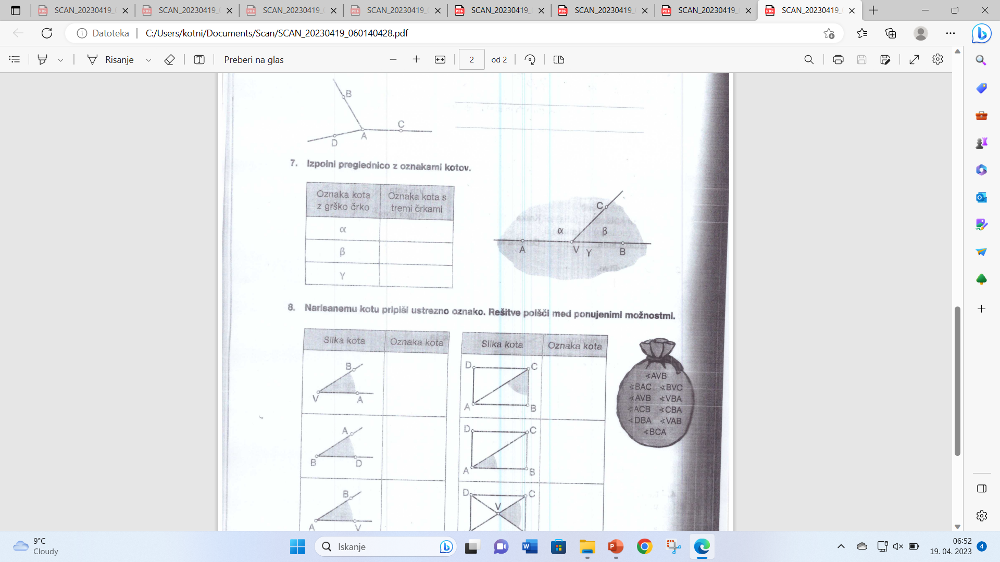 SCAN_20230419_
SCAN_20230419_
SCAN_20230419_
SCAN_20230419_
SCAN_20230419_
SCAN_20230419_
SCAN_20230419_
SCAN_20230419_
Datoteka
C:/Users/kotni/Documents/Scan/SCAN_20230419_060140428.pdf
Risanje
Preberi na glas
2
od 2
B
C
A
D
7. Izpolni preglednico z oznakami kotov.
Oznaka kota z grško črko
Oznaka kota s tremi črkami
α
β
γ
C
α
β
A
V
γ
B
8. Narisanemu kotu pripiši ustrezno oznako. Rešitve poišči med ponujenimi možnostmi.
Slika kota
Oznaka kota
Slika kota
Oznaka kota
B
V
A
D
C
A
B
∢AVB
∢BAC ∢BVC
∢AVB ∢VBA
∢ACB ∢CBA
∢DBA ∢VAB
∢BCA
A
B
D
D
C
A
B
B
A
V
D
C
V
9°C
Cloudy
Iskanje
06:52
19. 04. 2023
4